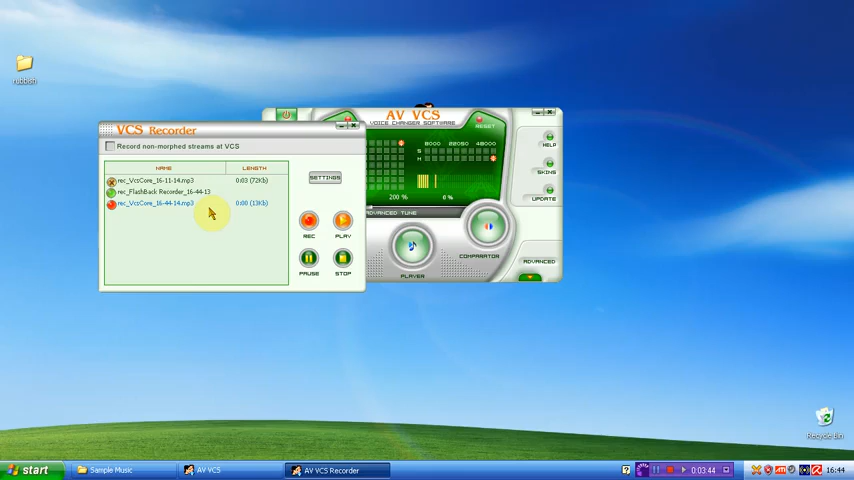 rubbish
VCS Recorder
Record non-morphed streams at VCS
NAME LENGTH
rec_VcsCore_16-11-14.mp3 0:03 (72Kb)
rec_FlashBack Recorder_16-44-13
rec_VcsCore_16-44-14.mp3 0:00 (13Kb)
SETTINGS
REC PLAY
PAUSE STOP
AV VCS
VOICE CHANGER SOFTWARE
RESET
8000 22050 48000
S
M
200 % 0 %
ADVANCED TUNE
PLAYER
COMPARATOR
HELP
SKINS
UPDATE
ADVANCED
Recycle Bin
start Sample Music AV VCS AV VCS Recorder 0:03:44 ATI 16:44